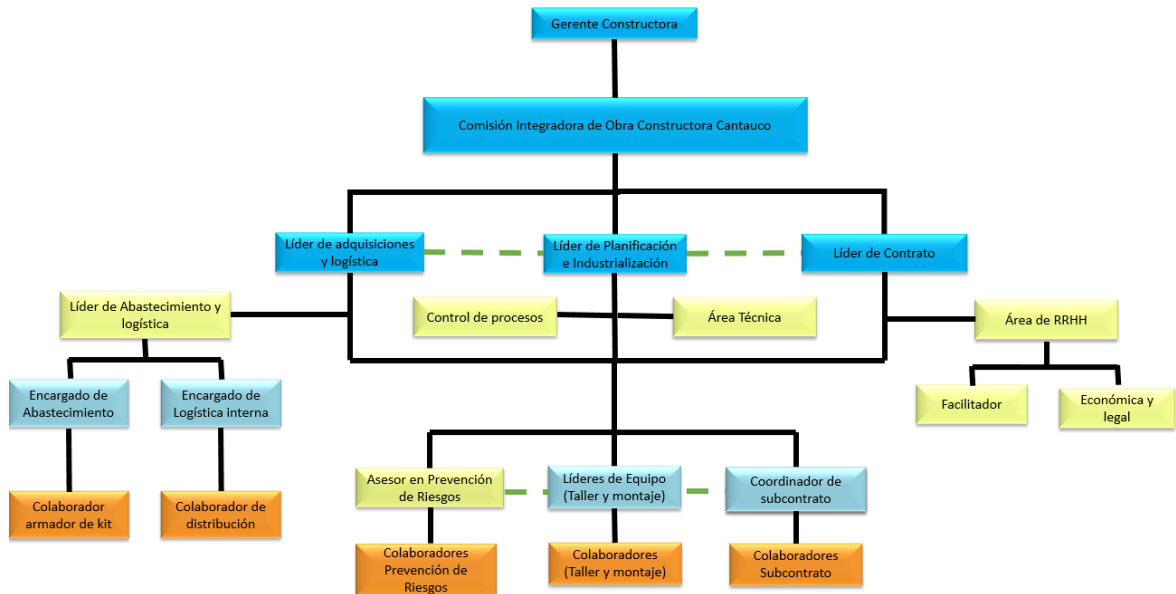 Gerente Constructora
Comisión Integradora de Obra Constructora Cantauco
Líder de adquisiciones
y logística
Líder de Planificación
e Industrialización
Líder de Contrato
Líder de Abastecimiento y
logística
Control de procesos
Área Técnica
Área de RRHH
Encargado de
Abastecimiento
Encargado de
Logística interna
Facilitador
Económica y
legal
Asesor en Prevención
de Riesgos
Líderes de Equipo
(Taller y montaje)
Coordinador de
subcontrato
Colaborador
armador de kit
Colaborador de
distribución
Colaboradores
Prevención de
Riesgos
Colaboradores
(Taller y montaje)
Colaboradores
Subcontrato